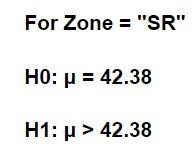 For Zone = "SR"
H0: μ = 42.38
H1: μ > 42.38